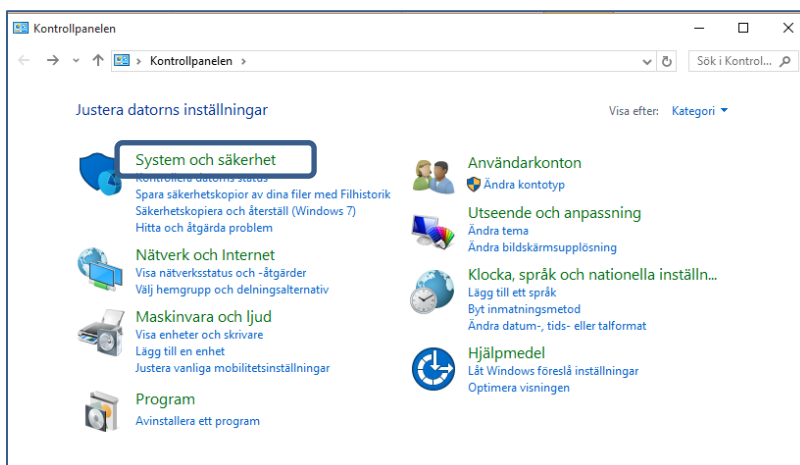 Kontrollpanelen
Kontrollpanelen
Sök i Kontrol...
Justera datorns inställningar
Visa efter: Kategori
System och säkerhet
Kontrollera datorns status
Spara säkerhetskopior av dina filer med Filhistorik
Säkerhetskopiera och återställ (Windows 7)
Hitta och åtgärda problem
Nätverk och Internet
Visa nätverksstatus och -åtgärder
Välj hemgrupp och delningsalternativ
Maskinvara och ljud
Visa enheter och skrivare
Lägg till en enhet
Justera vanliga mobilitetsinställningar
Program
Avinstallera ett program
Användarkonton
Ändra kontotyp
Utseende och anpassning
Ändra tema
Ändra bildskärmsupplösning
Klocka, språk och nationella inställn...
Lägg till ett språk
Byt inmatningsmetod
Ändra datum-, tids- eller talformat
Hjälpmedel
Låt Windows föreslå inställningar
Optimera visningen